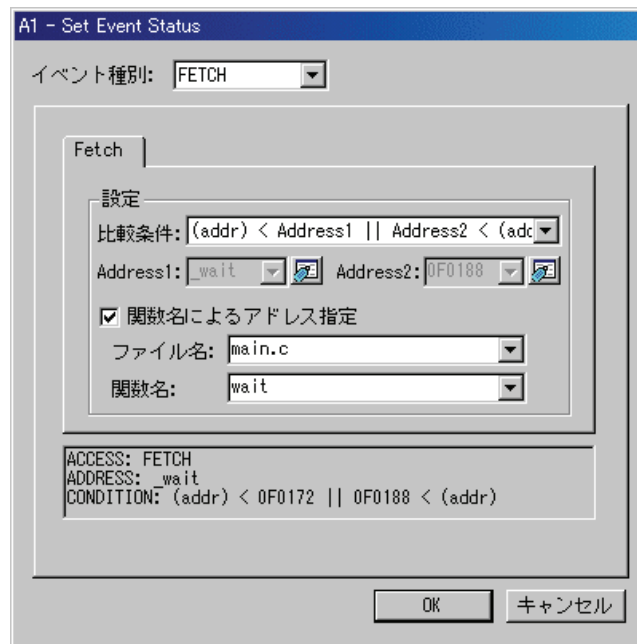 A1 - Set Event Status
イベント種別: FETCH
Fetch
設定
比較条件: (addr) < Address1 || Address2 < (adc
Address1: _wait Address2: 0F0188
関数名によるアドレス指定
ファイル名: main.c
関数名: wait
ACCESS: FETCH
ADDRESS: _wait
CONDITION: (addr) < 0F0172 || 0F0188 < (addr)
OK キャンセル